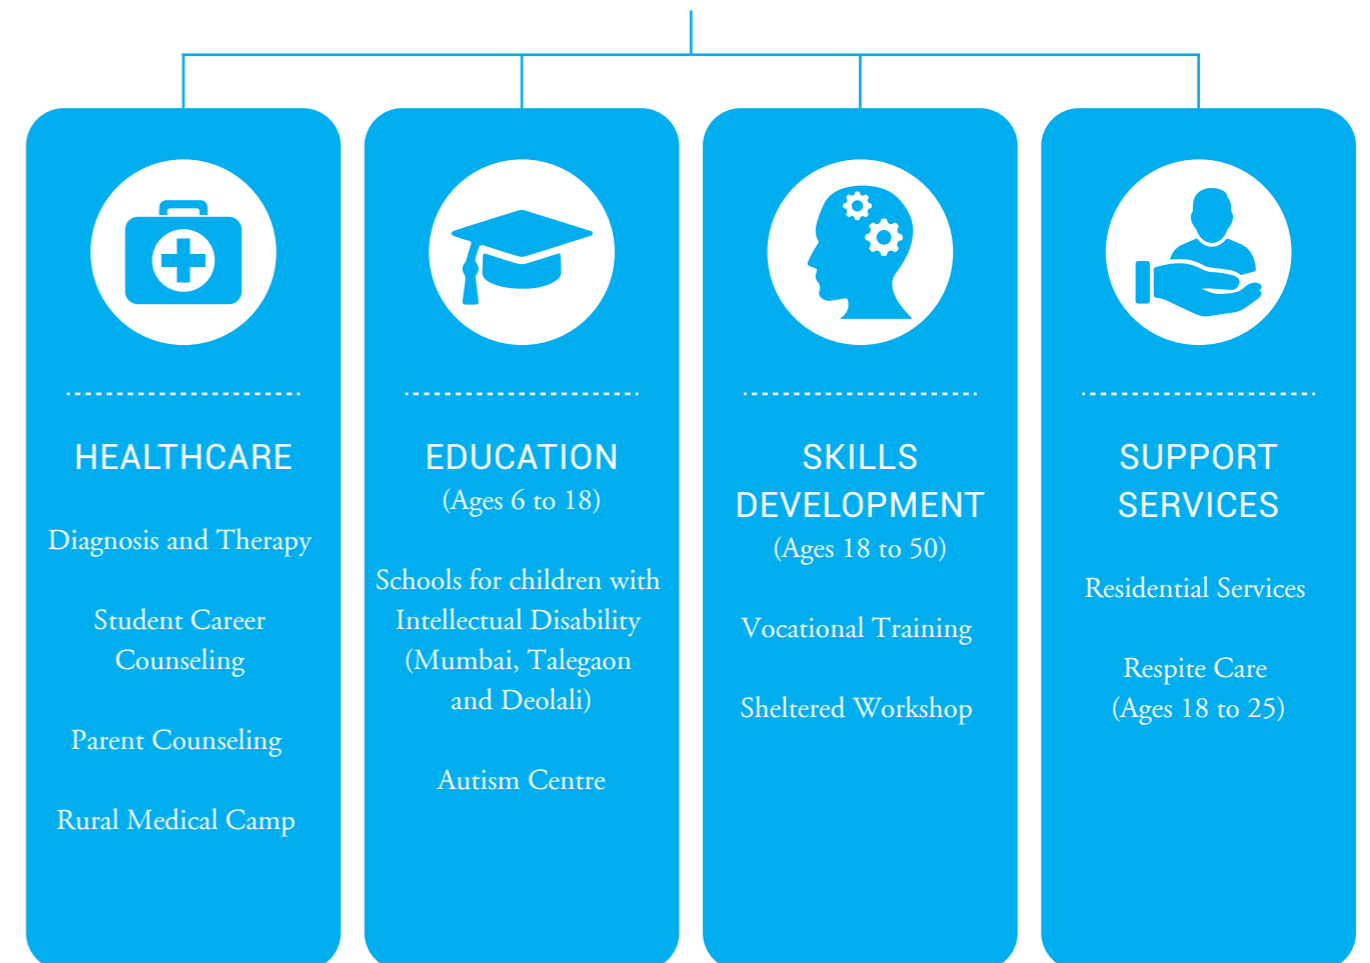 HEALTHCARE
Diagnosis and Therapy
Student Career
Counseling
Parent Counseling
Rural Medical Camp
EDUCATION
(Ages 6 to 18)
Schools for children with
Intellectual Disability
(Mumbai, Talegaon
and Deolali)
Autism Centre
SKILLS
DEVELOPMENT
(Ages 18 to 50)
Vocational Training
Sheltered Workshop
SUPPORT
SERVICES
Residential Services
Respite Care
(Ages 18 to 25)